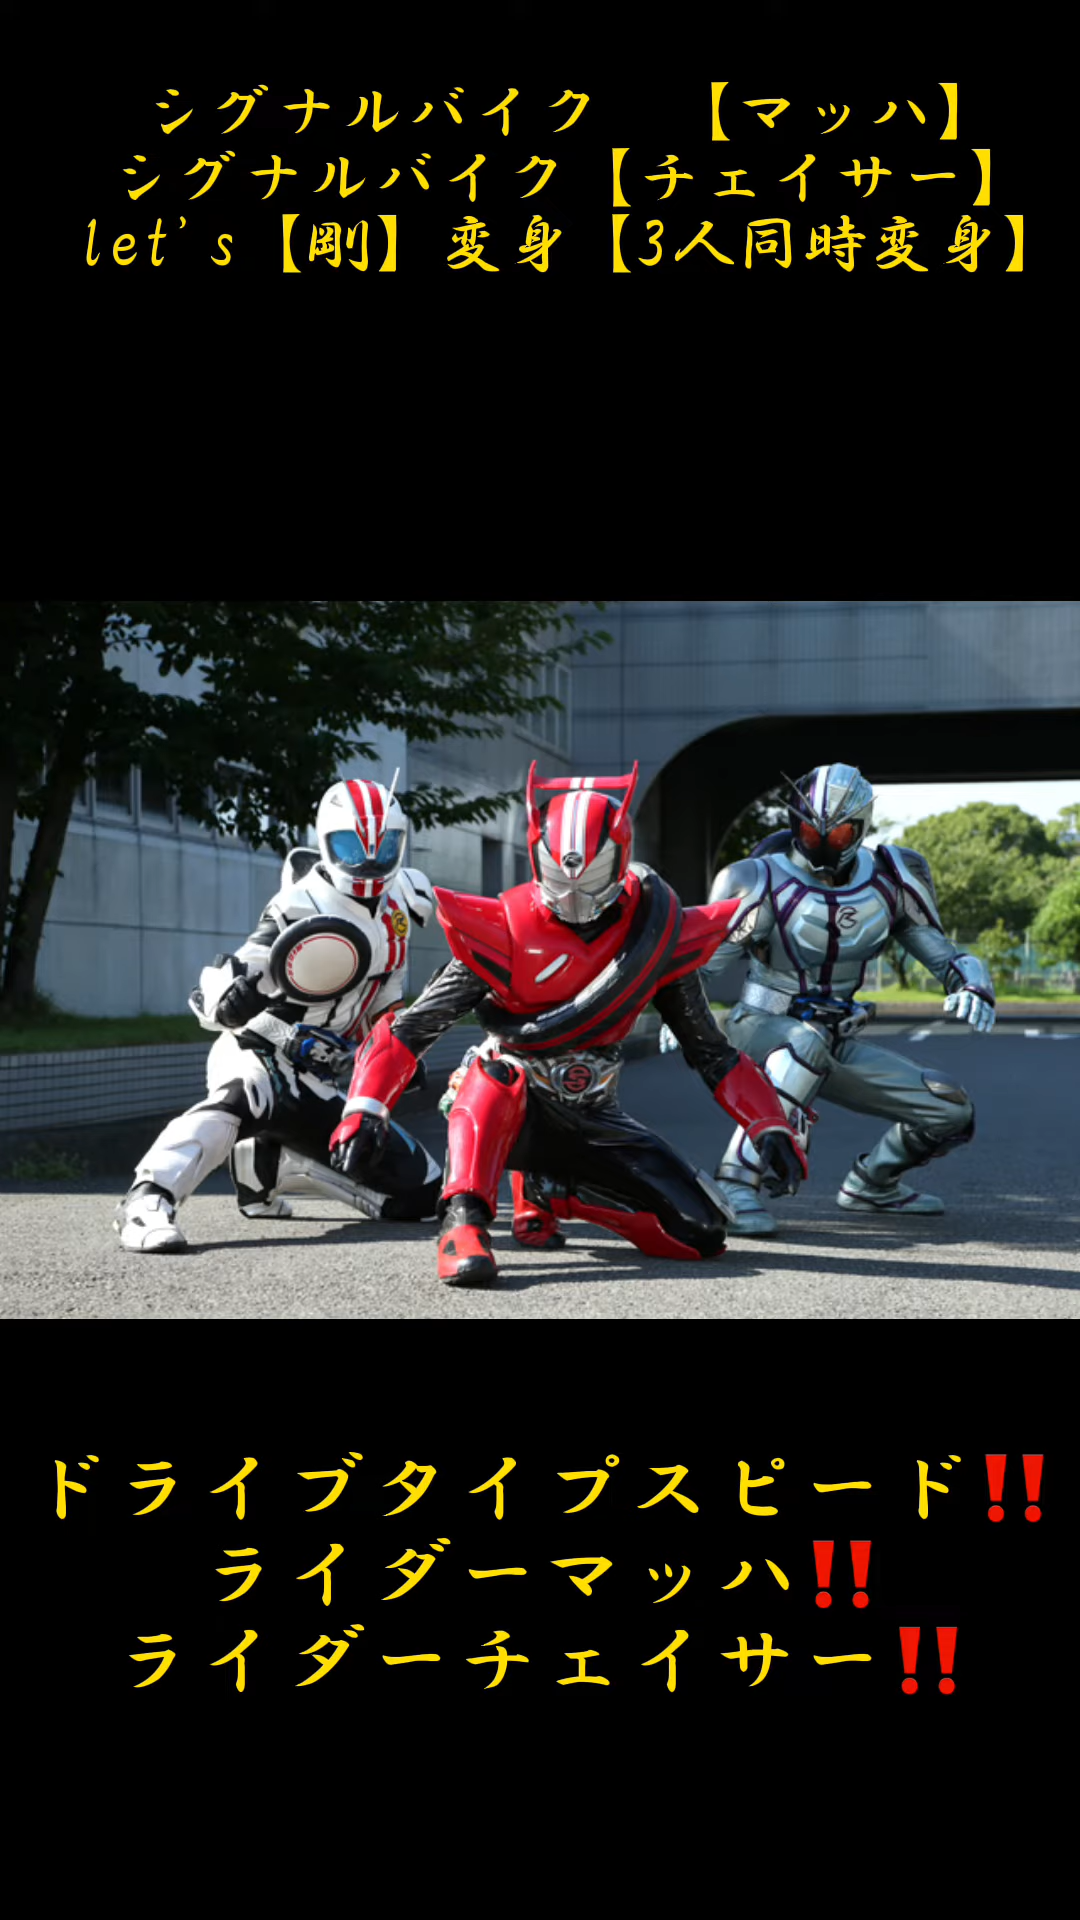 シグナルバイク 【マッハ】
シグナルバイク【チェイサー】
let's【剛】変身【3人同時変身】
ドライブタイプスピード‼️
ライダーマッハ‼️
ライダーチェイサー‼️